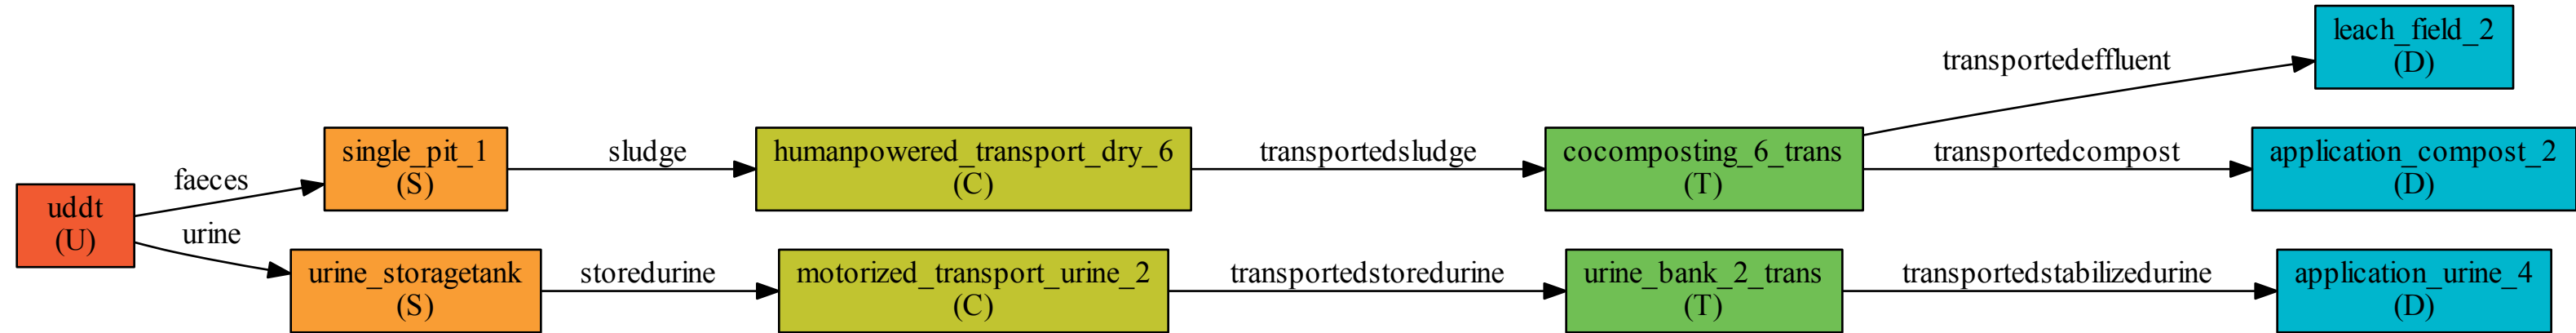 leach_field_2
(D)
transportedeffluent
single_pit_1
(S)
sludge
humanpowered_transport_dry_6
(C)
transportedsludge
cocomposting_6_trans
(T)
transportedcompost
application_compost_2
(D)
faeces
uddt
(U)
urine
urine_storagetank
(S)
storedurine
motorized_transport_urine_2
(C)
transportedstoredurine
urine_bank_2_trans
(T)
transportedstabilizedurine
application_urine_4
(D)